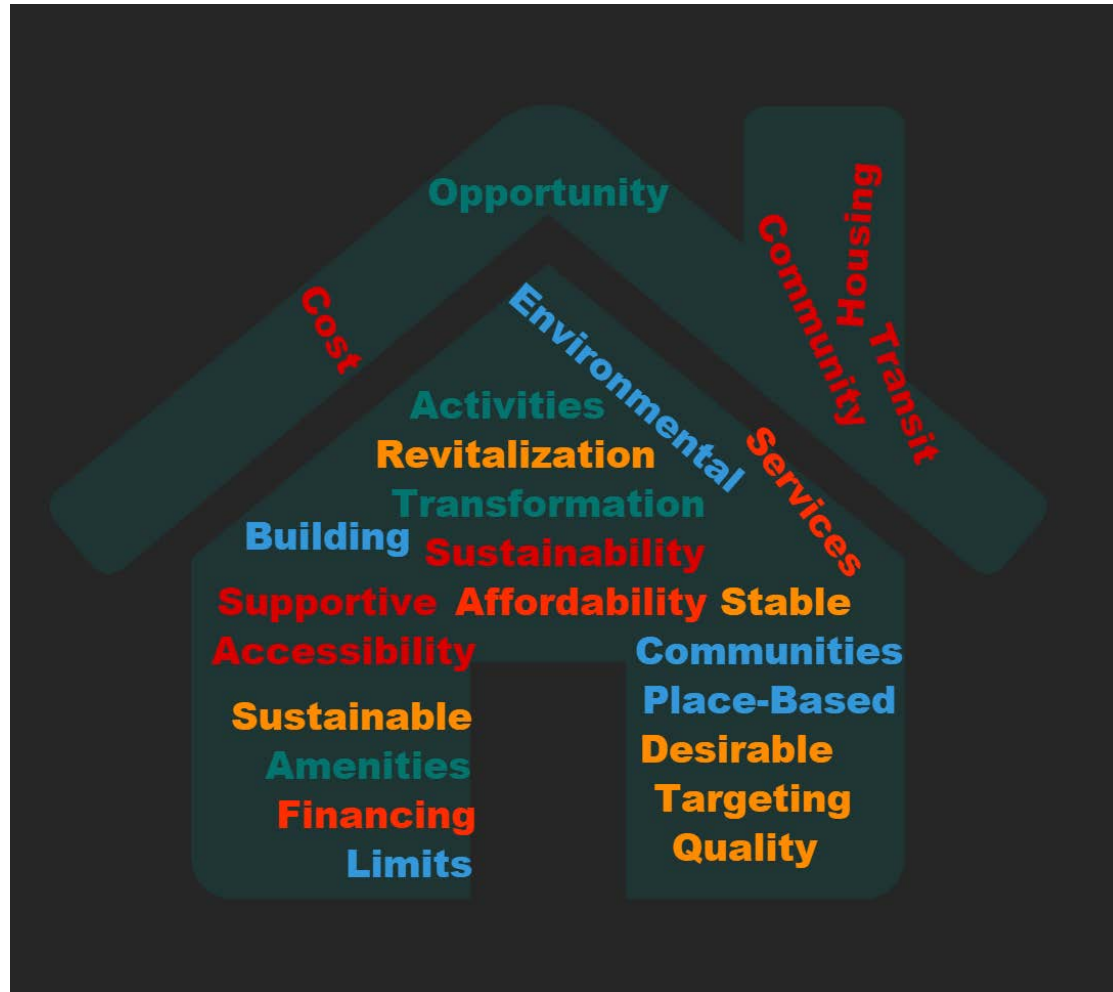 Opportunity
Housing
Community
Transit
Cost
Environmental
Activities
Revitalization
Services
Transformation
Building
Sustainability
Supportive Affordability Stable
Accessibility Communities
Place-Based
Sustainable
Desirable
Amenities
Targeting
Financing
Quality
Limits